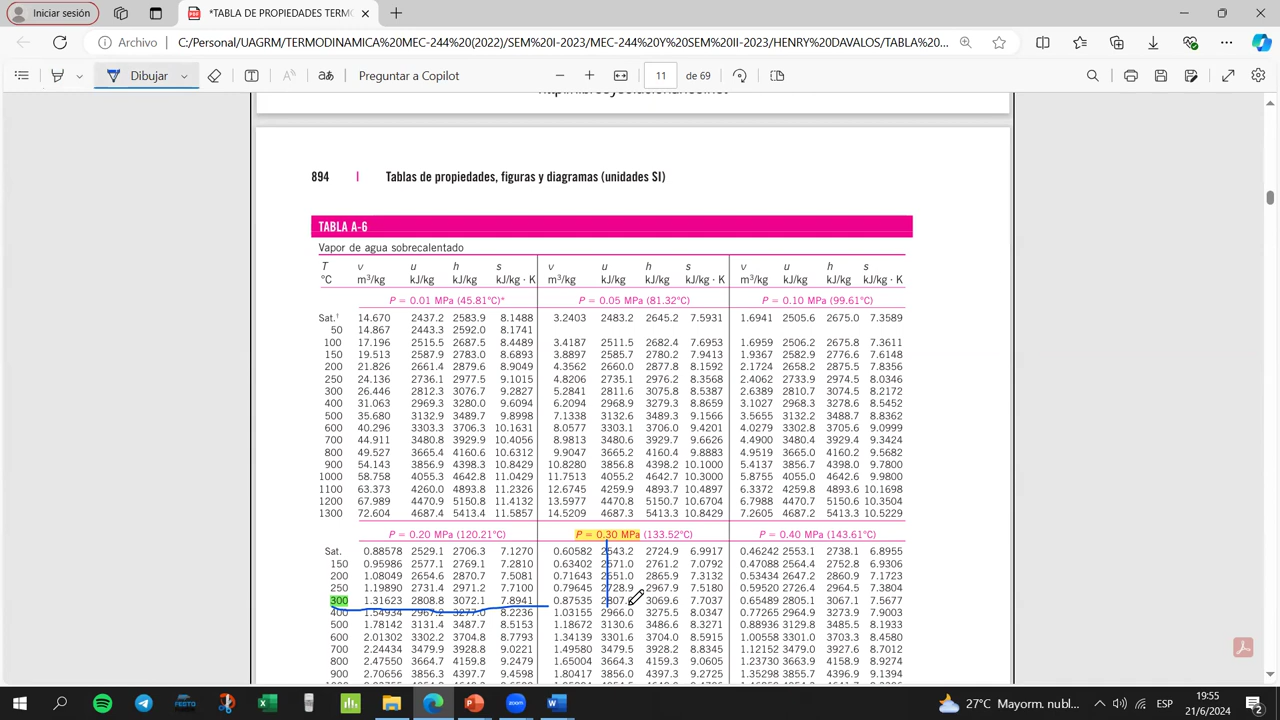 Iniciar sesión
*TABLA DE PROPIEDADES TERMO
Archivo C:/Personal/UAGRM/TERMODINAMICA%20MEC-244%20(2022)/SEM%20I-2023/MEC-244%20Y%20SEM%20II-2023/HENRY%20DAVALOS/TABLA%20...
Dibujar
Preguntar a Copilot
11 de 69
894 I Tablas de propiedades, figuras y diagramas (unidades SI)
TABLA A-6
Vapor de agua sobrecalentado
T v u h s v u h s v u h s
°C m³/kg kJ/kg kJ/kg kJ/kg · K m³/kg kJ/kg kJ/kg kJ/kg · K m³/kg kJ/kg kJ/kg kJ/kg · K
P = 0.01 MPa (45.81°C)* P = 0.05 MPa (81.32°C) P = 0.10 MPa (99.61°C)
Sat.† 14.670 2437.2 2583.9 8.1488 3.2403 2483.2 2645.2 7.5931 1.6941 2505.6 2675.0 7.3589
50 14.867 2443.3 2592.0 8.1741
100 17.196 2515.5 2687.5 8.4489 3.4187 2511.5 2682.4 7.6953 1.6959 2506.2 2675.8 7.3611
150 19.513 2587.9 2783.0 8.6893 3.8897 2585.7 2780.2 7.9413 1.9367 2582.9 2776.6 7.6148
200 21.826 2661.4 2879.6 8.9049 4.3562 2660.0 2877.8 8.1592 2.1724 2658.2 2875.5 7.8356
250 24.136 2736.1 2977.5 9.1015 4.8206 2735.1 2976.2 8.3568 2.4062 2733.9 2974.5 8.0346
300 26.446 2812.3 3076.7 9.2827 5.2841 2811.6 3075.8 8.5387 2.6389 2810.7 3074.5 8.2172
400 31.063 2969.3 3280.0 9.6094 6.2094 2968.9 3279.3 8.8659 3.1027 2968.3 3278.6 8.5452
500 35.680 3132.9 3489.7 9.8998 7.1338 3132.6 3489.3 9.1566 3.5655 3132.2 3488.7 8.8362
600 40.296 3303.3 3706.3 10.1631 8.0577 3303.1 3706.0 9.4201 4.0279 3302.8 3705.6 9.0999
700 44.911 3480.8 3929.9 10.4056 8.9813 3480.6 3929.7 9.6626 4.4900 3480.4 3929.4 9.3424
800 49.527 3665.4 4160.6 10.6312 9.9047 3665.2 4160.4 9.8883 4.9519 3665.0 4160.2 9.5682
900 54.143 3856.9 4398.3 10.8429 10.8280 3856.8 4398.2 10.1000 5.4137 3856.7 4398.0 9.7800
1000 58.758 4055.3 4642.8 11.0429 11.7513 4055.2 4642.7 10.3000 5.8755 4055.0 4642.6 9.9800
1100 63.373 4260.0 4893.8 11.2326 12.6745 4259.9 4893.7 10.4897 6.3372 4259.8 4893.6 10.1698
1200 67.989 4470.9 5150.8 11.4132 13.5977 4470.8 5150.7 10.6704 6.7988 4470.7 5150.6 10.3504
1300 72.604 4687.4 5413.4 11.5857 14.5209 4687.3 5413.4 10.8429 7.2605 4687.2 5413.3 10.5229
P = 0.20 MPa (120.21°C) P = 0.30 MPa (133.52°C) P = 0.40 MPa (143.61°C)
Sat. 0.88578 2529.1 2706.3 7.1270 0.60582 2543.2 2724.9 6.9917 0.46242 2553.1 2738.1 6.8955
150 0.95986 2577.1 2769.1 7.2810 0.63402 2571.0 2761.2 7.0792 0.47088 2564.4 2752.8 6.9306
200 1.08049 2654.6 2870.7 7.5081 0.71643 2651.0 2865.9 7.3132 0.53434 2647.2 2860.9 7.1723
250 1.19890 2731.4 2971.2 7.7100 0.79645 2728.9 2967.9 7.5180 0.59520 2726.4 2964.5 7.3804
300 1.31623 2808.8 3072.1 7.8941 0.87535 2807.0 3069.6 7.7037 0.65489 2805.1 3067.1 7.5677
400 1.54934 2967.2 3277.0 8.2236 1.03155 2966.0 3275.5 8.0347 0.77265 2964.9 3273.9 7.9003
500 1.78142 3131.4 3487.7 8.5153 1.18672 3130.6 3486.6 8.3271 0.88936 3129.8 3485.5 8.1933
600 2.01302 3302.2 3704.8 8.7793 1.34139 3301.6 3704.0 8.5915 1.00558 3301.0 3703.3 8.4580
700 2.24434 3479.9 3928.8 9.0221 1.49580 3479.5 3928.2 8.8345 1.12152 3479.0 3927.6 8.7012
800 2.47550 3664.7 4159.8 9.2479 1.65004 3664.3 4159.3 9.0605 1.23730 3663.9 4158.9 8.9274
900 2.70656 3856.3 4397.7 9.4598 1.80417 3856.0 4397.3 9.2725 1.35298 3855.7 4396.9 9.1394
27°C Mayorm. nubl...
ESP
19:55
21/6/2024
2